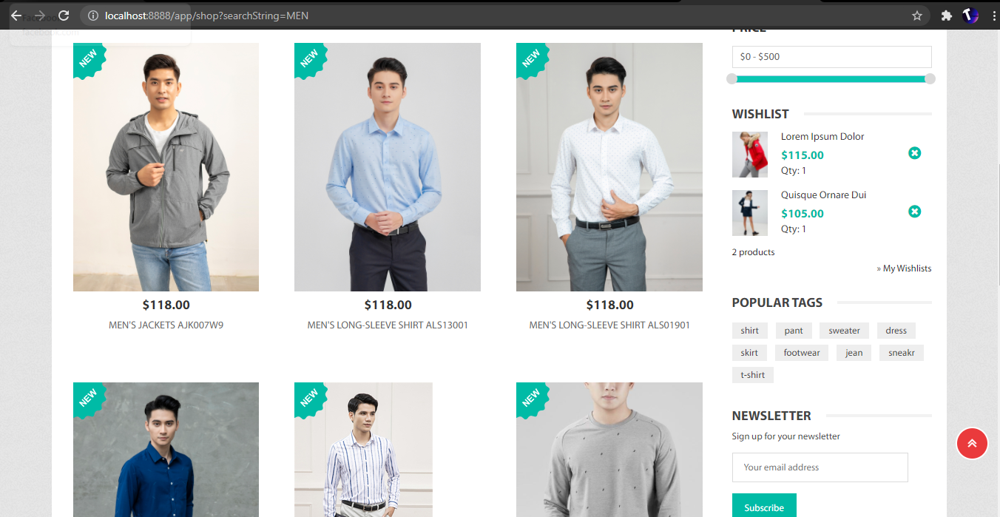 Facebook
facebook.com
localhost:8888/app/shop?searchString=MEN
NEW
NEW
NEW
$118.00
MEN'S JACKETS AJK007W9
$118.00
MEN'S LONG-SLEEVE SHIRT ALS13001
$118.00
MEN'S LONG-SLEEVE SHIRT ALS01901
NEW
NEW
NEW
PRICE
$0 - $500
WISHLIST
Lorem Ipsum Dolor
$115.00
Qty: 1
Quisque Ornare Dui
$105.00
Qty: 1
2 products
» My Wishlists
POPULAR TAGS
shirt pant sweater dress
skirt footwear jean sneakr
t-shirt
NEWSLETTER
Sign up for your newsletter
Your email address
Subscribe